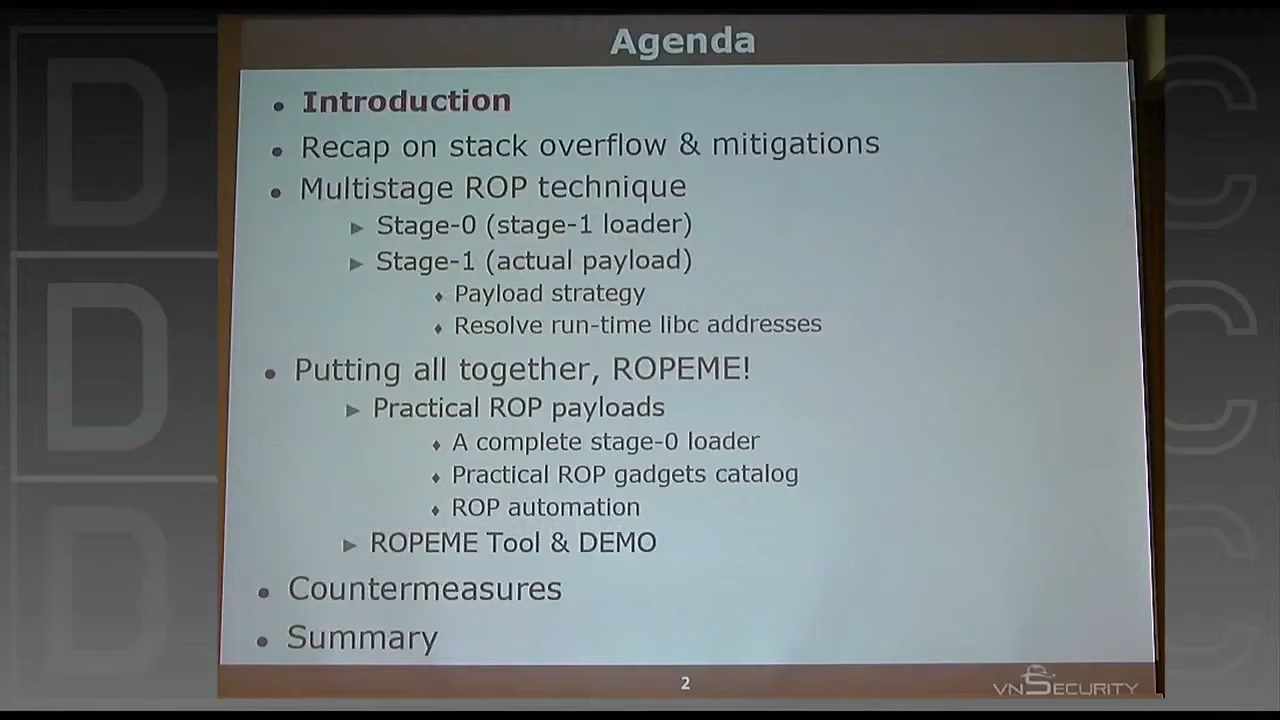 Agenda
Introduction
Recap on stack overflow & mitigations
Multistage ROP technique
Stage-0 (stage-1 loader)
Stage-1 (actual payload)
Payload strategy
Resolve run-time libc addresses
Putting all together, ROPEME!
Practical ROP payloads
A complete stage-0 loader
Practical ROP gadgets catalog
ROP automation
ROPEME Tool & DEMO
Countermeasures
Summary
2
VNSECURITY
D
D
D
C
C
C